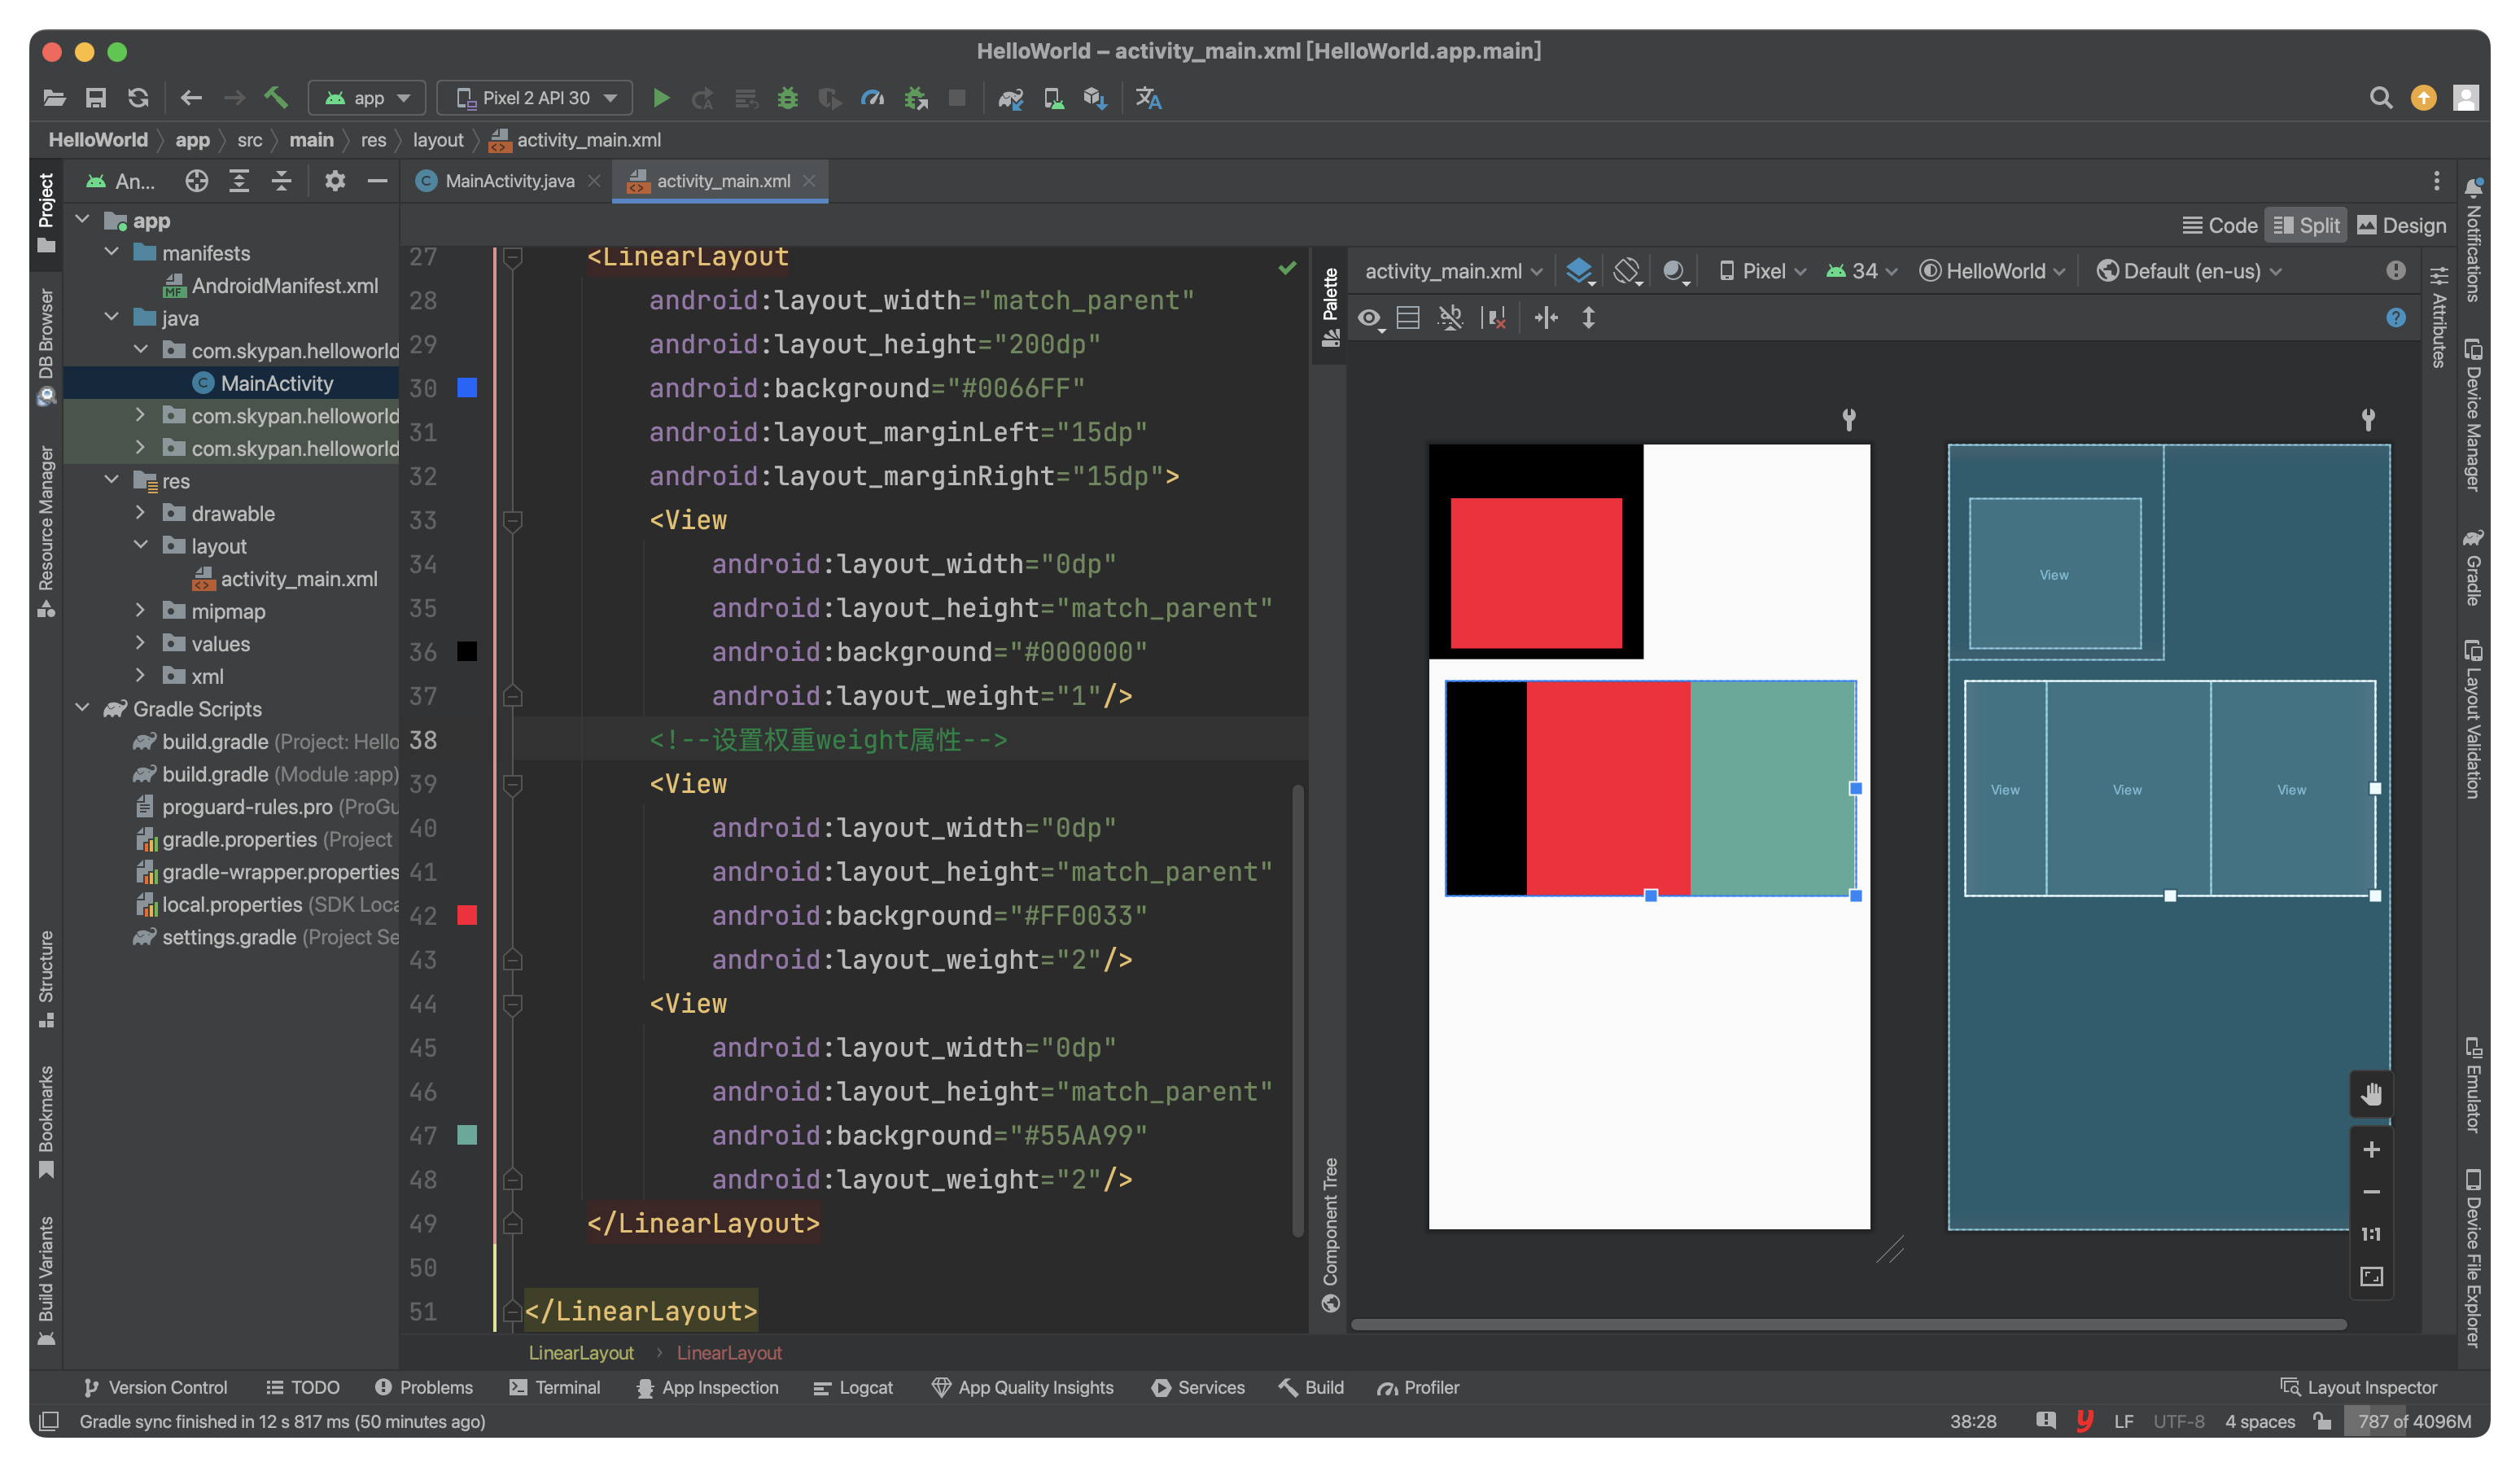 HelloWorld – activity_main.xml [HelloWorld.app.main]
app
Pixel 2 API 30
HelloWorld
app
src
main
res
layout
activity_main.xml
Project
DB Browser
Resource Manager
Structure
Bookmarks
Build Variants
An...
app
manifests
MF AndroidManifest.xml
java
com.skypan.helloworld
C MainActivity
com.skypan.helloworld
com.skypan.helloworld
res
drawable
layout
activity_main.xml
mipmap
values
xml
Gradle Scripts
build.gradle (Project: Hello
build.gradle (Module :app)
proguard-rules.pro (ProGu
gradle.properties (Project
gradle-wrapper.properties
local.properties (SDK Loca
settings.gradle (Project Se
C MainActivity.java
activity_main.xml
Code
Split
Design
27 <LinearLayout
28 android:layout_width="match_parent"
29 android:layout_height="200dp"
30 android:background="#0066FF"
31 android:layout_marginLeft="15dp"
32 android:layout_marginRight="15dp">
33 <View
34 android:layout_width="0dp"
35 android:layout_height="match_parent"
36 android:background="#000000"
37 android:layout_weight="1"/>
38 <!--设置权重weight属性-->
39 <View
40 android:layout_width="0dp"
41 android:layout_height="match_parent"
42 android:background="#FF0033"
43 android:layout_weight="2"/>
44 <View
45 android:layout_width="0dp"
46 android:layout_height="match_parent"
47 android:background="#55AA99"
48 android:layout_weight="2"/>
49 </LinearLayout>
50
51 </LinearLayout>
LinearLayout
LinearLayout
Palette
Component Tree
activity_main.xml
Pixel
34
HelloWorld
Default (en-us)
View
View
View
View
1:1
Attributes
Notifications
Device Manager
Gradle
Layout Validation
Emulator
Device File Explorer
Version Control
TODO
Problems
Terminal
App Inspection
Logcat
App Quality Insights
Services
Build
Profiler
Layout Inspector
Gradle sync finished in 12 s 817 ms (50 minutes ago)
38:28
y
LF
UTF-8
4 spaces
787 of 4096M